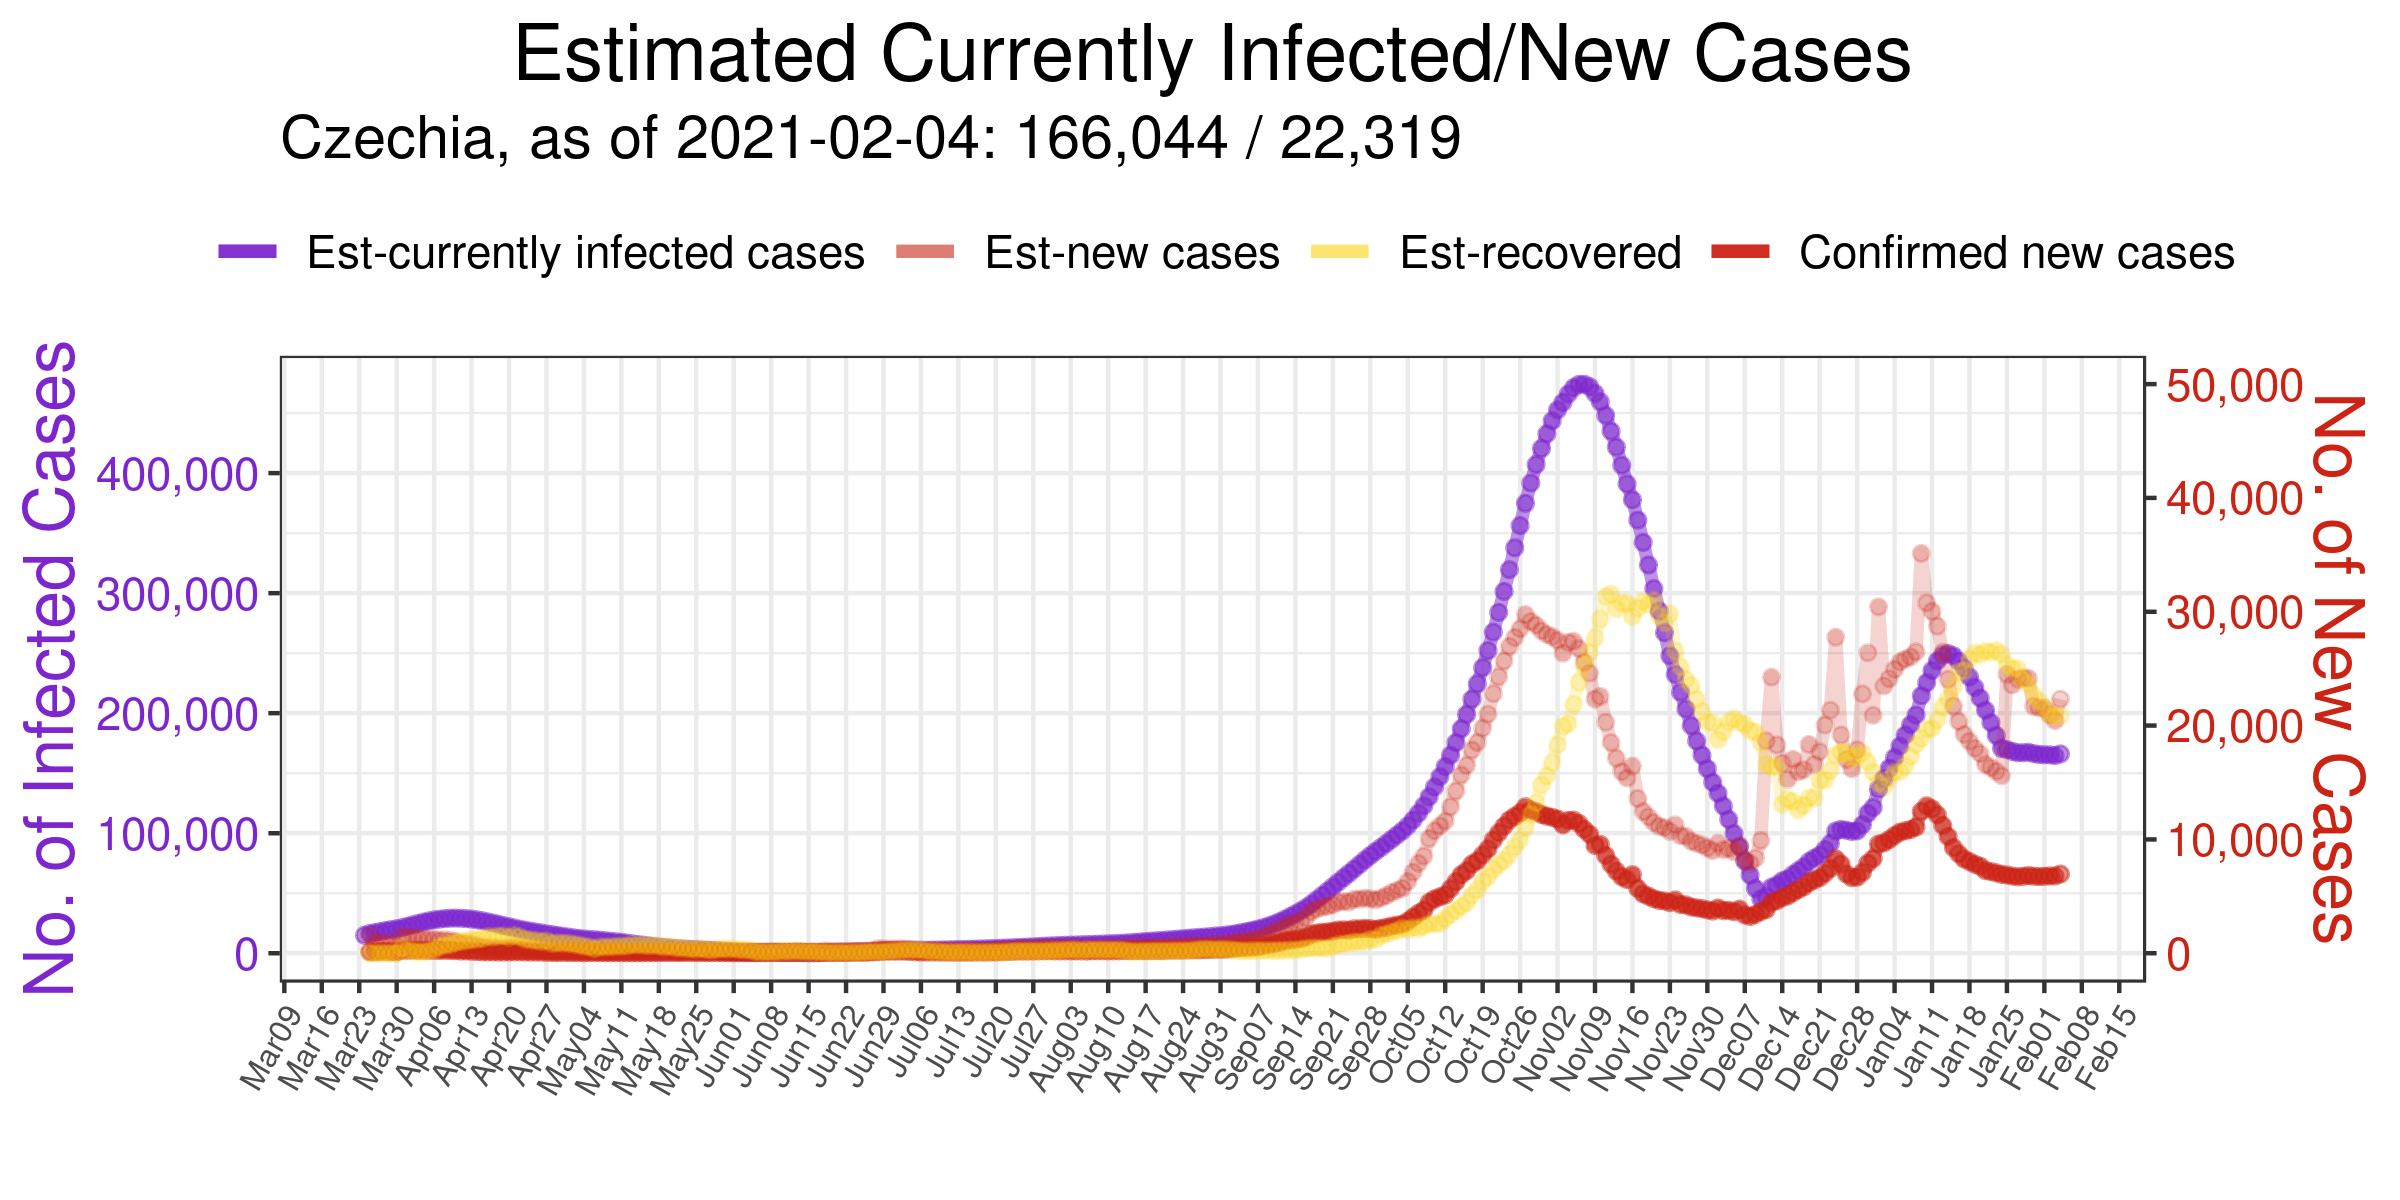 Estimated Currently Infected/New Cases
Czechia, as of 2021-02-04: 166,044 / 22,319
Est-currently infected cases Est-new cases Est-recovered Confirmed new cases
No. of Infected Cases
400,000
300,000
200,000
100,000
0
50,000
40,000
30,000
20,000
10,000
0
No. of New Cases
Mar09 Mar16 Mar23 Mar30 Apr06 Apr13 Apr20 Apr27 May04 May11 May18 May25 Jun01 Jun08 Jun15 Jun22 Jun29 Jul06 Jul13 Jul20 Jul27 Aug03 Aug10 Aug17 Aug24 Aug31 Sep07 Sep14 Sep21 Sep28 Oct05 Oct12 Oct19 Oct26 Nov02 Nov09 Nov16 Nov23 Nov30 Dec07 Dec14 Dec21 Dec28 Jan04 Jan11 Jan18 Jan25 Feb01 Feb08 Feb15